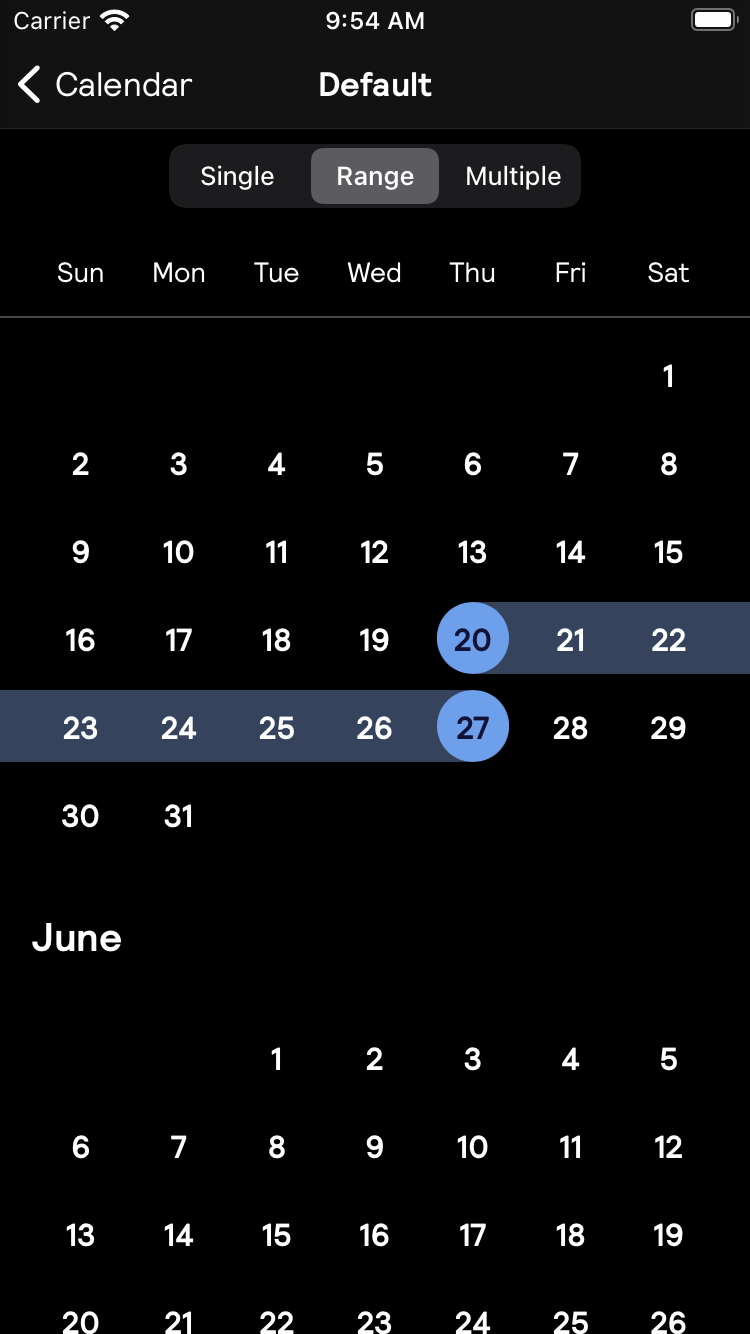 Carrier 9:54 AM
Calendar Default
Single Range Multiple
Sun Mon Tue Wed Thu Fri Sat
1
2 3 4 5 6 7 8
9 10 11 12 13 14 15
16 17 18 19 20 21 22
23 24 25 26 27 28 29
30 31
June
1 2 3 4 5
6 7 8 9 10 11 12
13 14 15 16 17 18 19
20 21 22 23 24 25 26